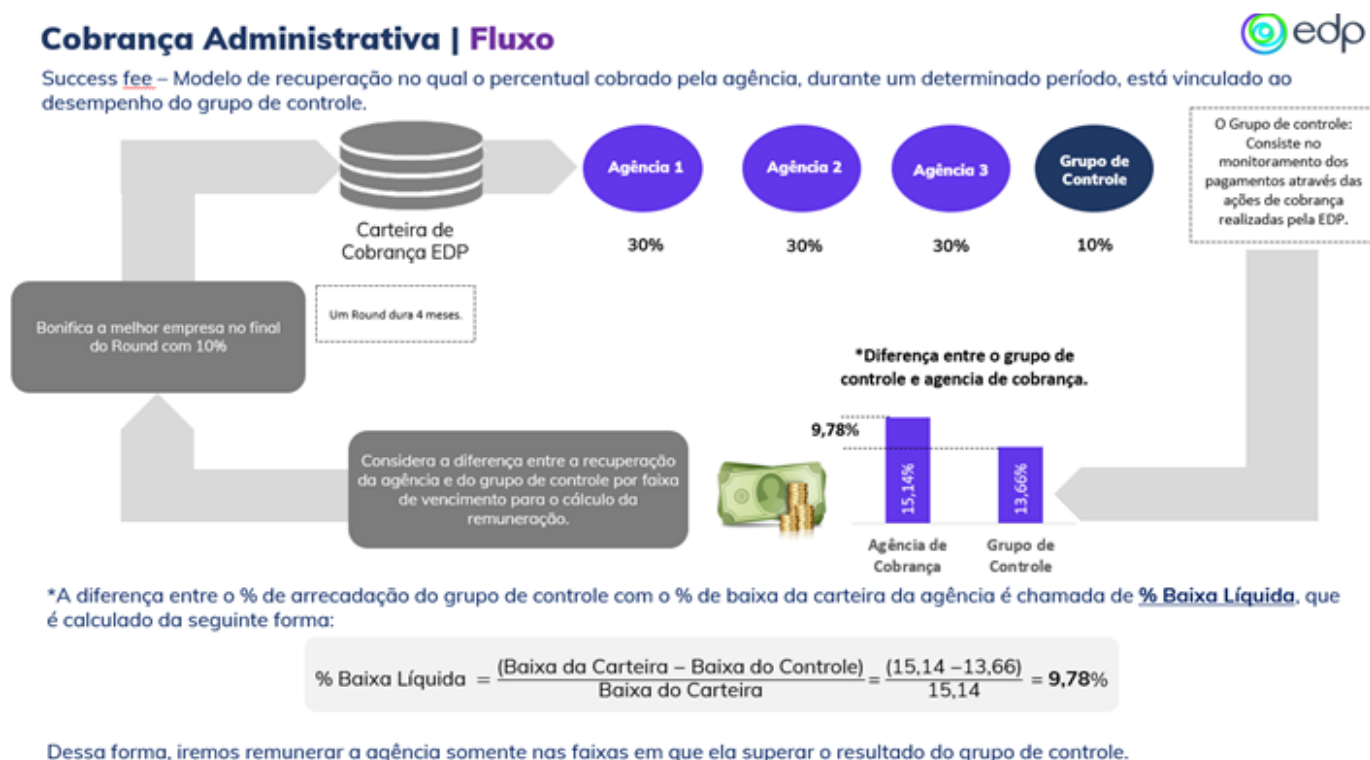 Cobrança Administrativa | Fluxo
edp
Success fee – Modelo de recuperação no qual o percentual cobrado pela agência, durante um determinado período, está vinculado ao
desempenho do grupo de controle.
Carteira de
Cobrança EDP
Agência 1
30%
Agência 2
30%
Agência 3
30%
Grupo de
Controle
10%
O Grupo de controle:
Consiste no
monitoramento dos
pagamentos através das
ações de cobrança
realizadas pela EDP.
Bonifica a melhor empresa no final
do Round com 10%
Um Round dura 4 meses.
*Diferença entre o grupo de
controle e agencia de cobrança.
9,78%
15,14%
13,66%
Agência de
Cobrança
Grupo de
Controle
Considera a diferença entre a recuperação
da agência e do grupo de controle por faixa
de vencimento para o cálculo da
remuneração.
*A diferença entre o % de arrecadação do grupo de controle com o % de baixa da carteira da agência é chamada de % Baixa Líquida, que
é calculado da seguinte forma:
% Baixa Líquida = (Baixa da Carteira – Baixa do Controle) / Baixa do Carteira = (15,14 –13,66) / 15,14 = 9,78%
Dessa forma, iremos remunerar a agência somente nas faixas em que ela superar o resultado do grupo de controle.